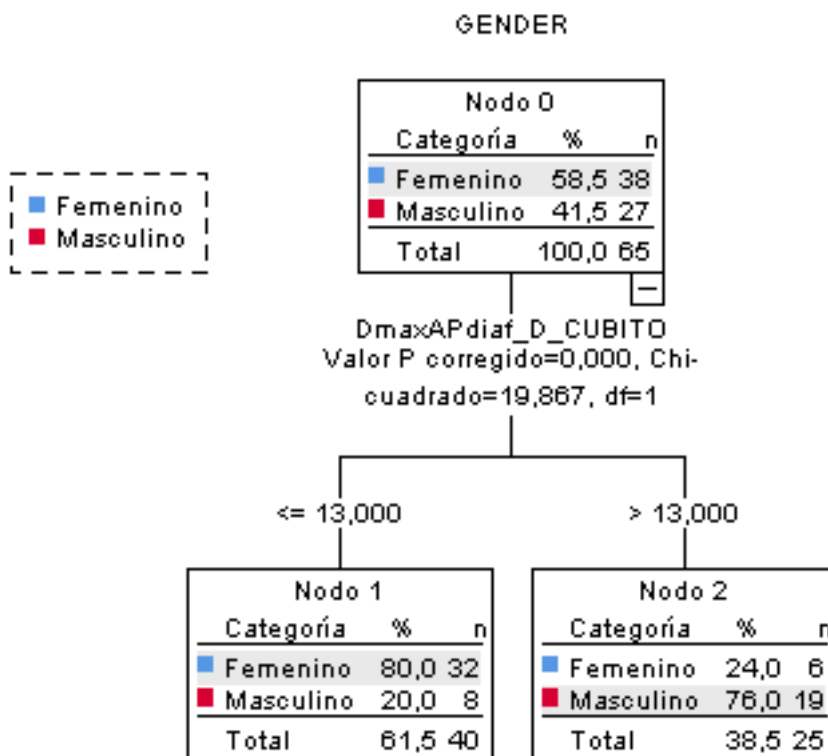 GENDER
Nodo 0
Categoría % n
Femenino 58,5 38
Masculino 41,5 27
Total 100,0 65
Femenino
Masculino
DmaxAPdiaf_D_CUBITO
Valor P corregido=0,000, Chi-
cuadrado=19,867, df=1
<= 13,000
> 13,000
Nodo 1
Categoría % n
Femenino 80,0 32
Masculino 20,0 8
Total 61,5 40
Nodo 2
Categoría % n
Femenino 24,0 6
Masculino 76,0 19
Total 38,5 25